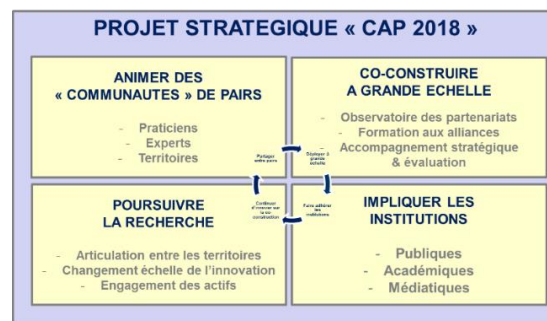 PROJET STRATEGIQUE « CAP 2018 »
ANIMER DES
« COMMUNAUTES » DE PAIRS
- Praticiens
- Experts
- Territoires
CO-CONSTRUIRE
A GRANDE ECHELLE
- Observatoire des partenariats
- Formation aux alliances
- Accompagnement stratégique
& évaluation
Partager
entre pairs
Déployer à
grande
échelle
Continuer
d'innover sur
la co-
construction
Faire adhérer
les
institutions
POURSUIVRE
LA RECHERCHE
- Articulation entre les territoires
- Changement échelle de l'innovation
- Engagement des actifs
IMPLIQUER LES
INSTITUTIONS
- Publiques
- Académiques
- Médiatiques